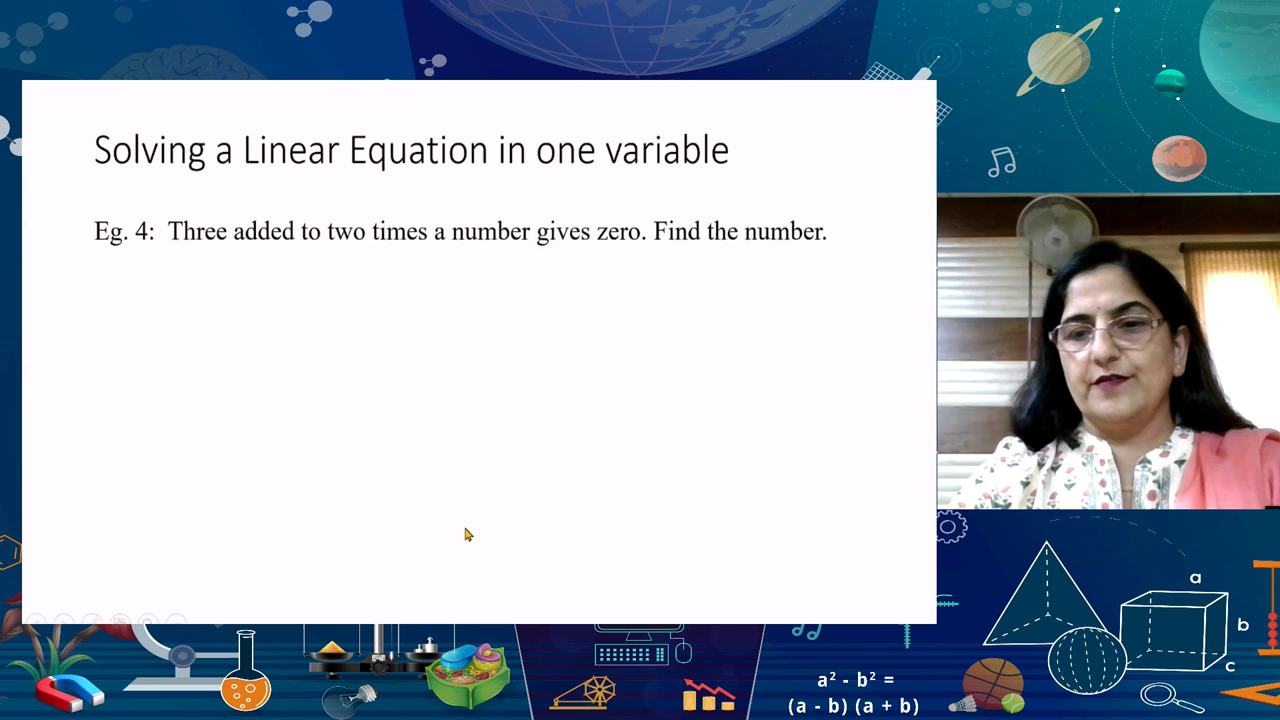 Solving a Linear Equation in one variable
Eg. 4: Three added to two times a number gives zero. Find the number.
a
b
c
a² - b² =
(a - b) (a + b)